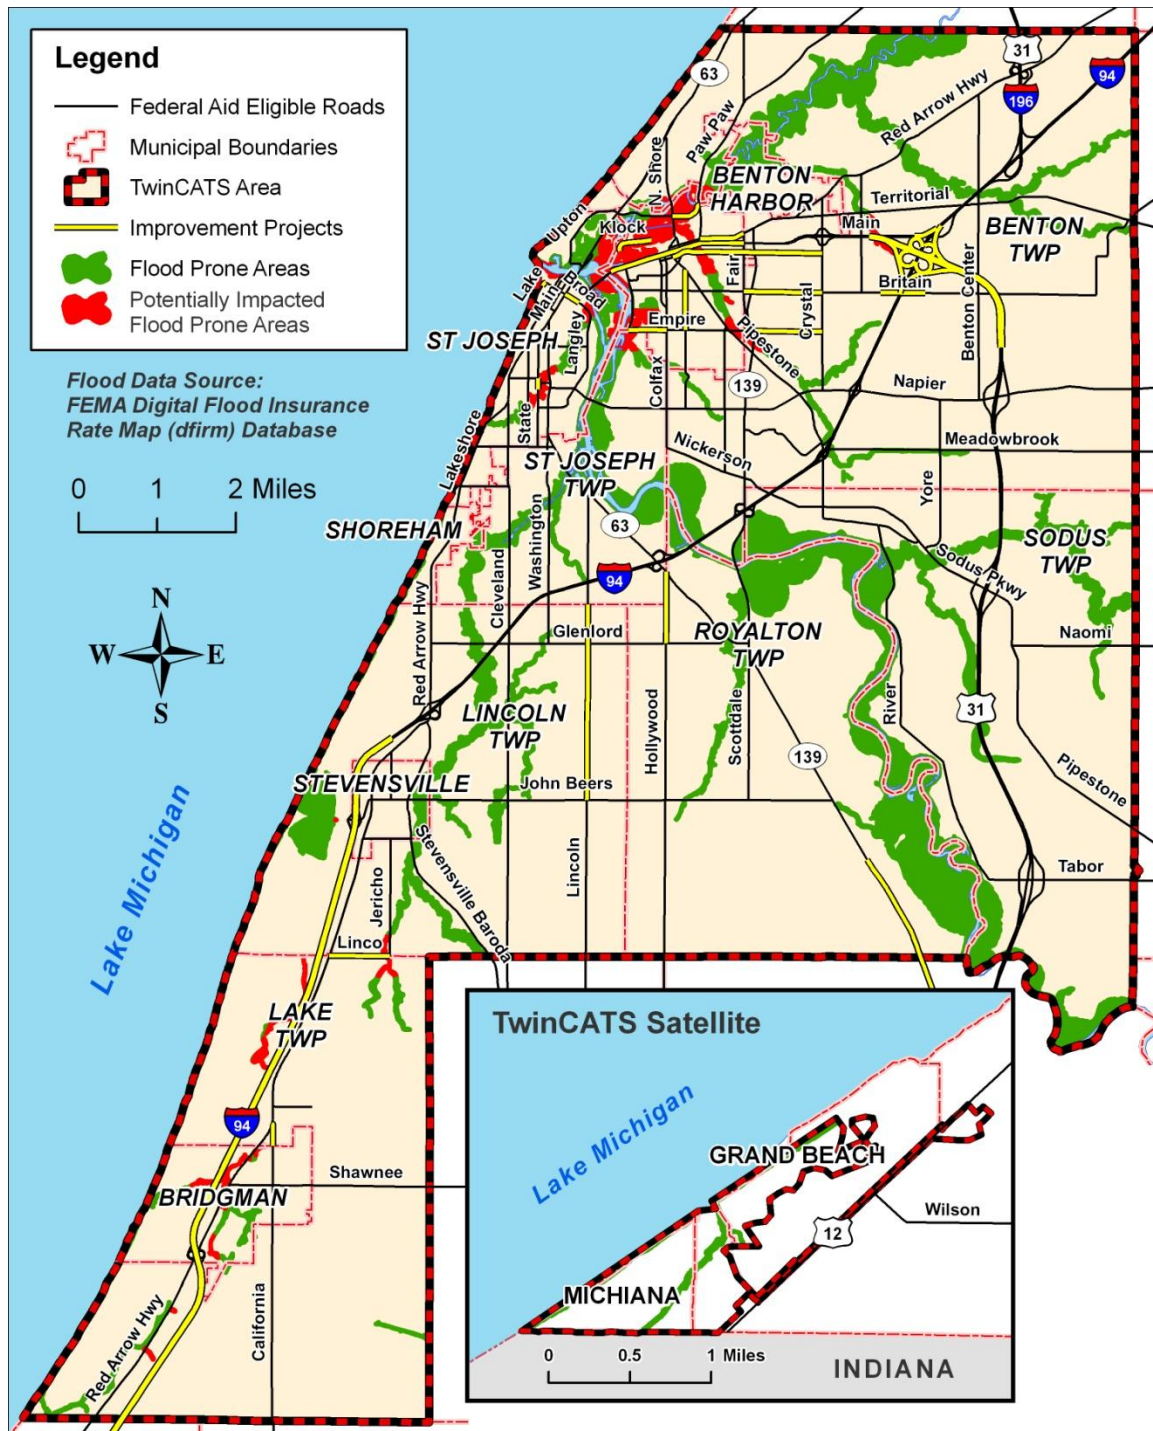 Legend
Federal Aid Eligible Roads
Municipal Boundaries
TwinCATS Area
Improvement Projects
Flood Prone Areas
Potentially Impacted
Flood Prone Areas
Flood Data Source:
FEMA Digital Flood Insurance
Rate Map (dfirm) Database
0 1 2 Miles
N
W E
S
63
31
94
196
Red Arrow Hwy
Paw Paw
N. Shore
BENTON
HARBOR
Territorial
Upton
Klock
Main
BENTON
TWP
Lake
Broad
Main
Fair
Britain
Benton Center
Crystal
Empire
Pipestone
ST JOSEPH
Langley
Colfax
139
Napier
State
Lakeshore
Nickerson
Meadowbrook
ST JOSEPH
TWP
Yore
SHOREHAM
Washington
63
SODUS
TWP
Cleveland
94
Sodus Pkwy
Red Arrow Hwy
Glenlord
ROYALTON
TWP
Naomi
LINCOLN
TWP
Hollywood
Scottdale
River
31
139
STEVENSVILLE
John Beers
Pipestone
Lake Michigan
Stevensville Baroda
Lincoln
Tabor
Jericho
Linco
LAKE
TWP
94
Shawnee
BRIDGMAN
California
Red Arrow Hwy
TwinCATS Satellite
Lake Michigan
GRAND BEACH
Wilson
12
MICHIANA
0 0.5 1 Miles
INDIANA